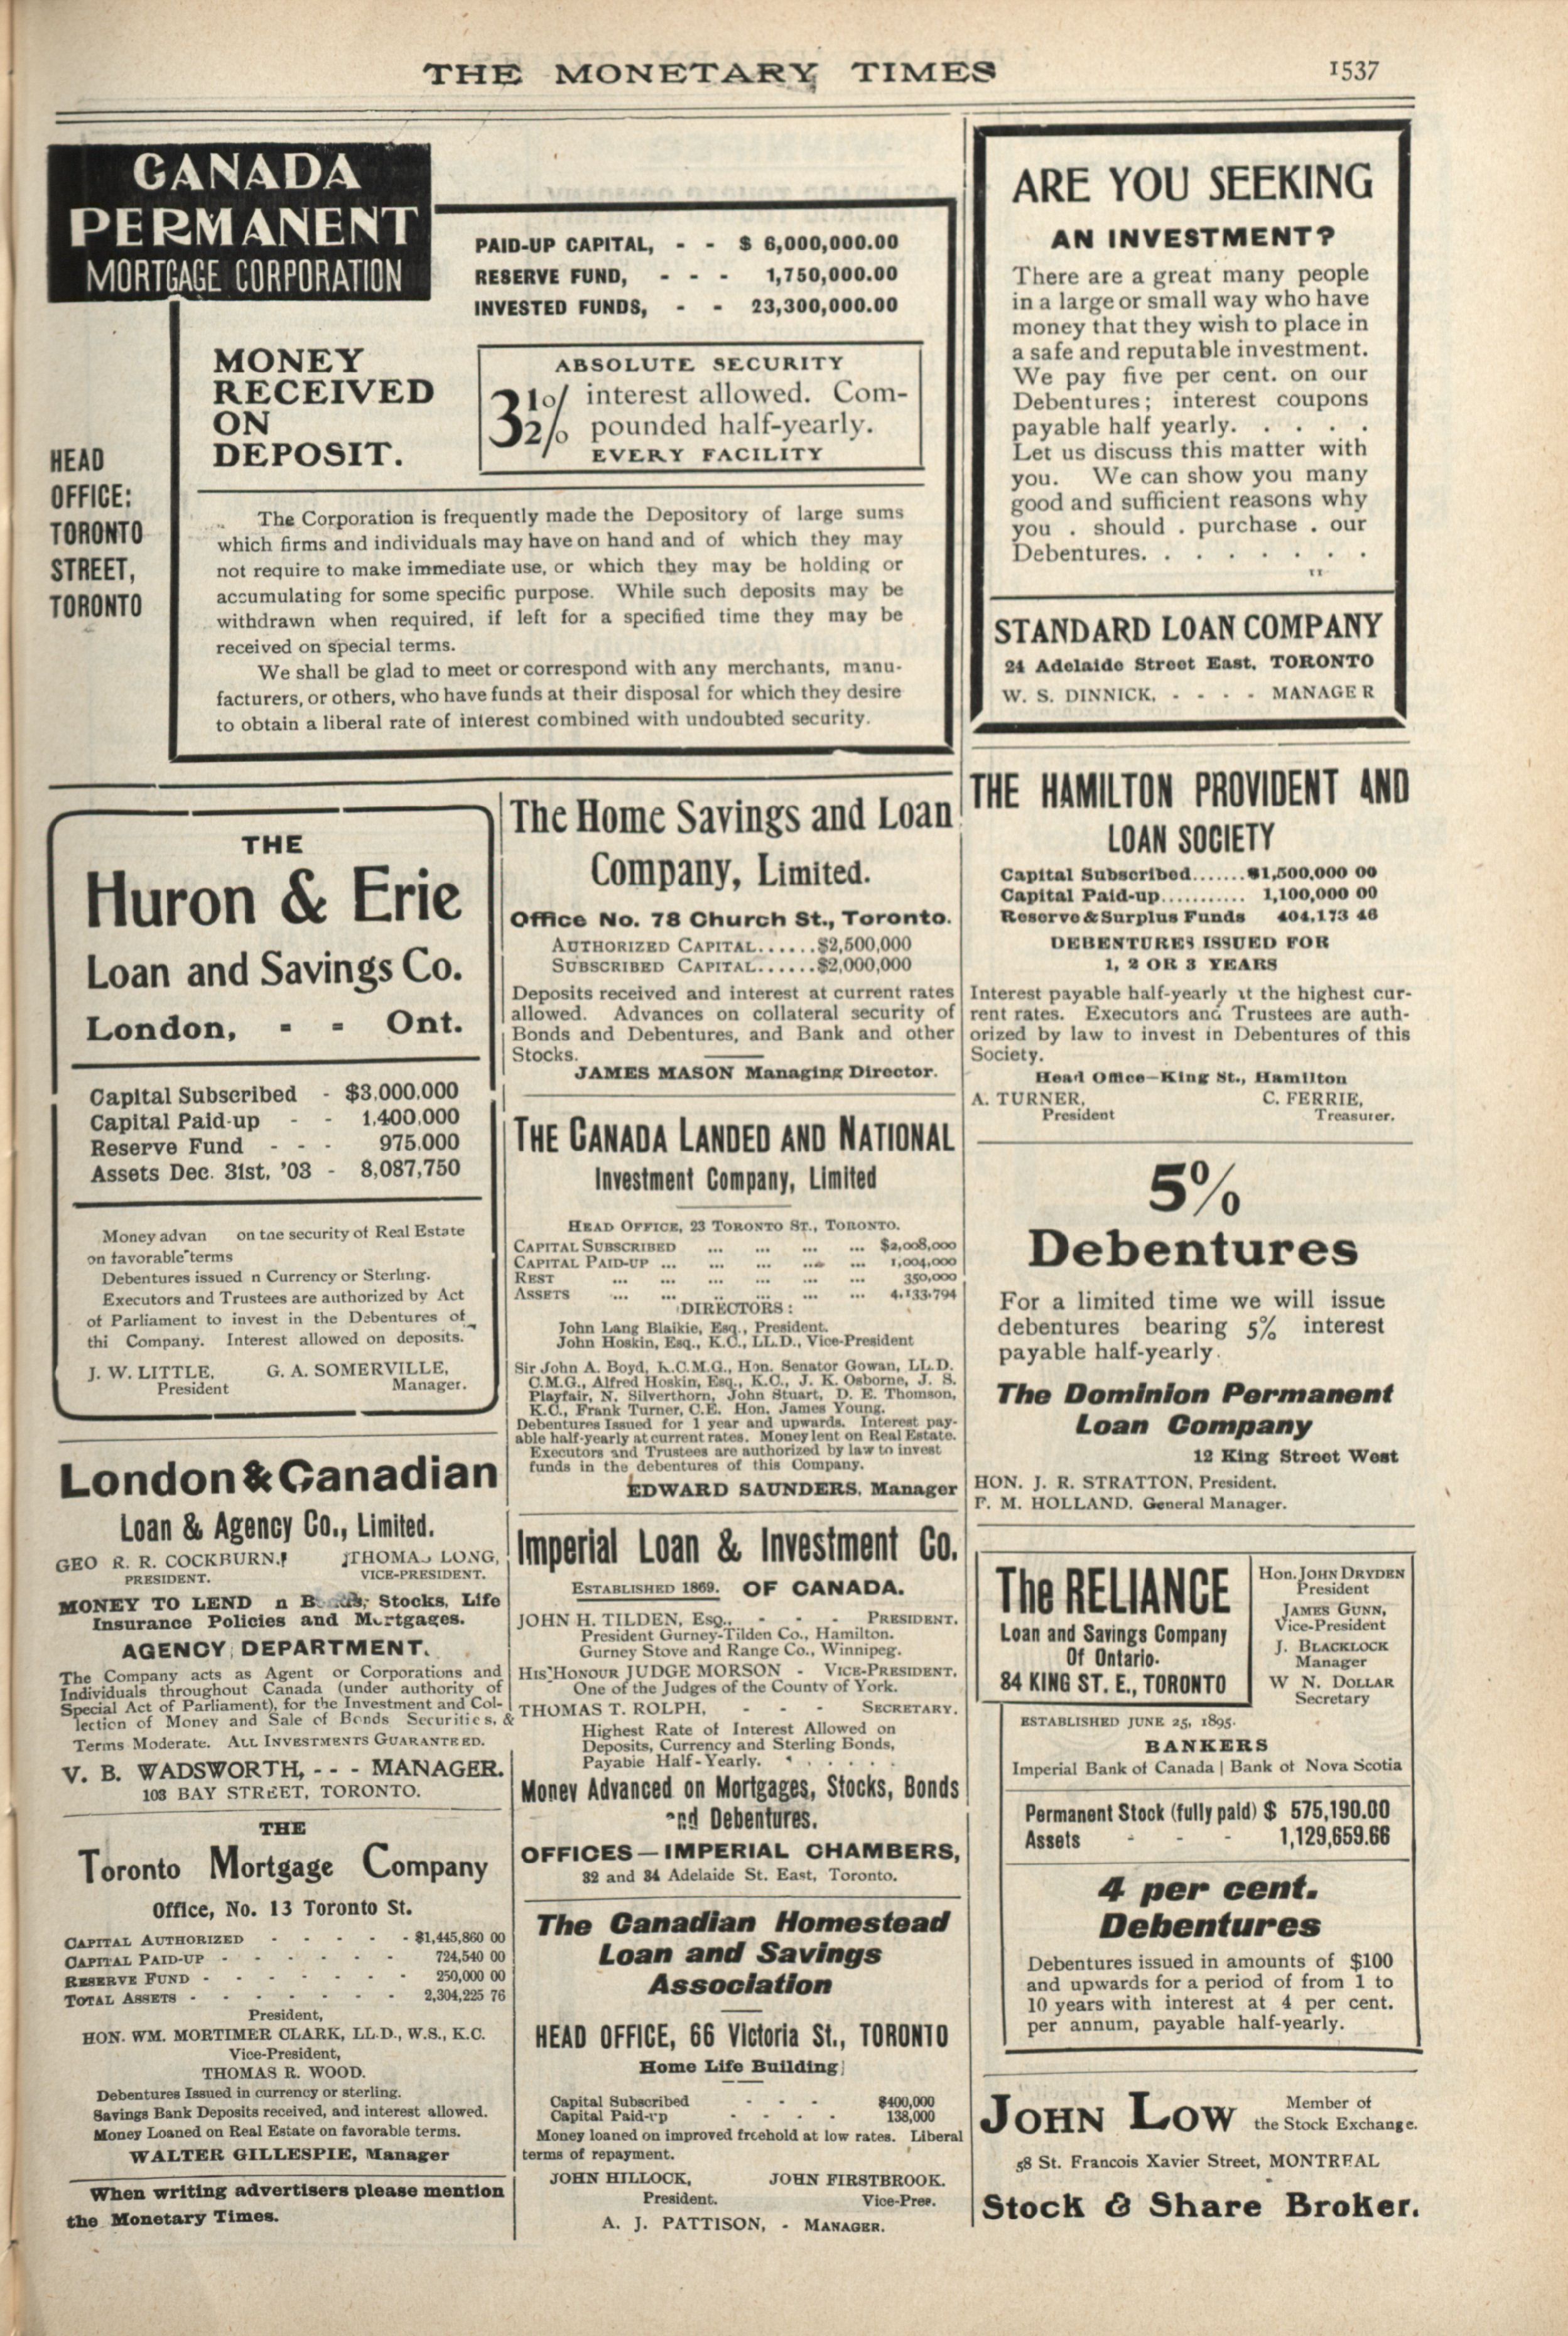 THE MONETARY TIMES
1537
CANADA
PERMANENT
MORTGAGE CORPORATION
HEAD
OFFICE:
TORONTO
STREET,
TORONTO
PAID-UP CAPITAL, - - $ 6,000,000.00
RESERVE FUND, - - - 1,750,000.00
INVESTED FUNDS, - - 23,300,000.00
MONEY
RECEIVED
ON
DEPOSIT.
ABSOLUTE SECURITY
3½% interest allowed. Com-
pounded half-yearly.
EVERY FACILITY
The Corporation is frequently made the Depository of large sums
which firms and individuals may have on hand and of which they may
not require to make immediate use, or which they may be holding or
accumulating for some specific purpose. While such deposits may be
withdrawn when required, if left for a specified time they may be
received on special terms.
We shall be glad to meet or correspond with any merchants, manu-
facturers, or others, who have funds at their disposal for which they desire
to obtain a liberal rate of interest combined with undoubted security.
ARE YOU SEEKING
AN INVESTMENT?
There are a great many people
in a large or small way who have
money that they wish to place in
a safe and reputable investment.
We pay five per cent. on our
Debentures; interest coupons
payable half yearly. . . . . .
Let us discuss this matter with
you. We can show you many
good and sufficient reasons why
you . should . purchase . our
Debentures. . . . . . . . .
STANDARD LOAN COMPANY
24 Adelaide Street East, TORONTO
W. S. DINNICK, - - - - MANAGER
THE
Huron & Erie
Loan and Savings Co.
London, - - Ont.
Capital Subscribed - $3,000,000
Capital Paid-up - - 1,400,000
Reserve Fund - - - 975,000
Assets Dec. 31st, '03 - 8,087,750
Money advan on the security of Real Estate
on favorable terms
Debentures issued n Currency or Sterling.
Executors and Trustees are authorized by Act
of Parliament to invest in the Debentures of
thi Company. Interest allowed on deposits.
J. W. LITTLE, G. A. SOMERVILLE,
President Manager.
London & Canadian
Loan & Agency Co., Limited.
GEO R. R. COCKBURN, THOMA LONG,
PRESIDENT. VICE-PRESIDENT.
MONEY TO LEND n Bonds, Stocks, Life
Insurance Policies and Mortgages.
AGENCY DEPARTMENT.
The Company acts as Agent or Corporations and
Individuals throughout Canada (under authority of
Special Act of Parliament), for the Investment and Col-
lection of Money and Sale of Bonds Securities, &
Terms Moderate. ALL INVESTMENTS GUARANTEED.
V. B. WADSWORTH, - - - MANAGER.
103 BAY STREET, TORONTO.
THE
Toronto Mortgage Company
Office, No. 13 Toronto St.
CAPITAL AUTHORIZED - - - - - $1,445,860 00
CAPITAL PAID-UP - - - - - - 724,540 00
RESERVE FUND - - - - - - - 250,000 00
TOTAL ASSETS - - - - - - - 2,304,225 76
President,
HON. WM. MORTIMER CLARK, LL.D., W.S., K.C.
Vice-President,
THOMAS R. WOOD.
Debentures Issued in currency or sterling.
Savings Bank Deposits received, and interest allowed.
Money Loaned on Real Estate on favorable terms.
WALTER GILLESPIE, Manager
When writing advertisers please mention
the Monetary Times.
The Home Savings and Loan
Company, Limited.
Office No. 78 Church St., Toronto.
AUTHORIZED CAPITAL......$2,500,000
SUBSCRIBED CAPITAL......$2,000,000
Deposits received and interest at current rates
allowed. Advances on collateral security of
Bonds and Debentures, and Bank and other
Stocks.
JAMES MASON Managing Director.
THE CANADA LANDED AND NATIONAL
Investment Company, Limited
HEAD OFFICE, 23 TORONTO ST., TORONTO.
CAPITAL SUBSCRIBED ... ... ... ... $2,008,000
CAPITAL PAID-UP ... ... ... ... ... 1,004,000
REST ... ... ... ... ... ... 350,000
ASSETS ... ... ... ... ... ... 4,133,794
DIRECTORS:
John Lang Blaikie, Esq., President.
John Hoskin, Esq., K.C., LL.D., Vice-President
Sir John A. Boyd, K.C.M.G., Hon. Senator Gowan, LL.D.
C.M.G., Alfred Hoskin, Esq., K.C., J. K. Osborne, J. S.
Playfair, N. Silverthorn, John Stuart, D. E. Thomson,
K.C., Frank Turner, C.E. Hon. James Young.
Debentures Issued for 1 year and upwards. Interest pay-
able half-yearly at current rates. Money lent on Real Estate.
Executors and Trustees are authorized by law to invest
funds in the debentures of this Company.
EDWARD SAUNDERS, Manager
Imperial Loan & Investment Co.
ESTABLISHED 1869. OF CANADA.
JOHN H. TILDEN, ESQ., - - - PRESIDENT.
President Gurney-Tilden Co., Hamilton.
Gurney Stove and Range Co., Winnipeg.
HIS HONOUR JUDGE MORSON - VICE-PRESIDENT.
One of the Judges of the County of York.
THOMAS T. ROLPH, - - - SECRETARY.
Highest Rate of Interest Allowed on
Deposits, Currency and Sterling Bonds,
Payable Half-Yearly. . . . . .
Money Advanced on Mortgages, Stocks, Bonds
and Debentures.
OFFICES—IMPERIAL CHAMBERS,
32 and 34 Adelaide St. East, Toronto.
The Canadian Homestead
Loan and Savings
Association
HEAD OFFICE, 66 Victoria St., TORONTO
Home Life Building
Capital Subscribed - - - $400,000
Capital Paid-up - - - - 138,000
Money loaned on improved freehold at low rates. Liberal
terms of repayment.
JOHN HILLOCK, JOHN FIRSTBROOK.
President. Vice-Pres.
A. J. PATTISON, - MANAGER.
THE HAMILTON PROVIDENT AND
LOAN SOCIETY
Capital Subscribed.......$1,500,000 00
Capital Paid-up........... 1,100,000 00
Reserve & Surplus Funds 404,173 46
DEBENTURES ISSUED FOR
1, 2 OR 3 YEARS
Interest payable half-yearly at the highest cur-
rent rates. Executors and Trustees are auth-
orized by law to invest in Debentures of this
Society.
Head Office—King St., Hamilton
A. TURNER, C. FERRIE,
President Treasurer.
5%
Debentures
For a limited time we will issue
debentures bearing 5% interest
payable half-yearly.
The Dominion Permanent
Loan Company
12 King Street West
HON. J. R. STRATTON, President.
F. M. HOLLAND, General Manager.
The RELIANCE
Loan and Savings Company
Of Ontario.
84 KING ST. E., TORONTO
Hon. JOHN DRYDEN
President
JAMES GUNN,
Vice-President
J. BLACKLOCK
Manager
W N. DOLLAR
Secretary
ESTABLISHED JUNE 25, 1895.
BANKERS
Imperial Bank of Canada | Bank of Nova Scotia
Permanent Stock (fully paid) $ 575,190.00
Assets - - - 1,129,659.66
4 per cent.
Debentures
Debentures issued in amounts of $100
and upwards for a period of from 1 to
10 years with interest at 4 per cent.
per annum, payable half-yearly.
JOHN LOW
Member of
the Stock Exchange.
58 St. Francois Xavier Street, MONTREAL
Stock & Share Broker.